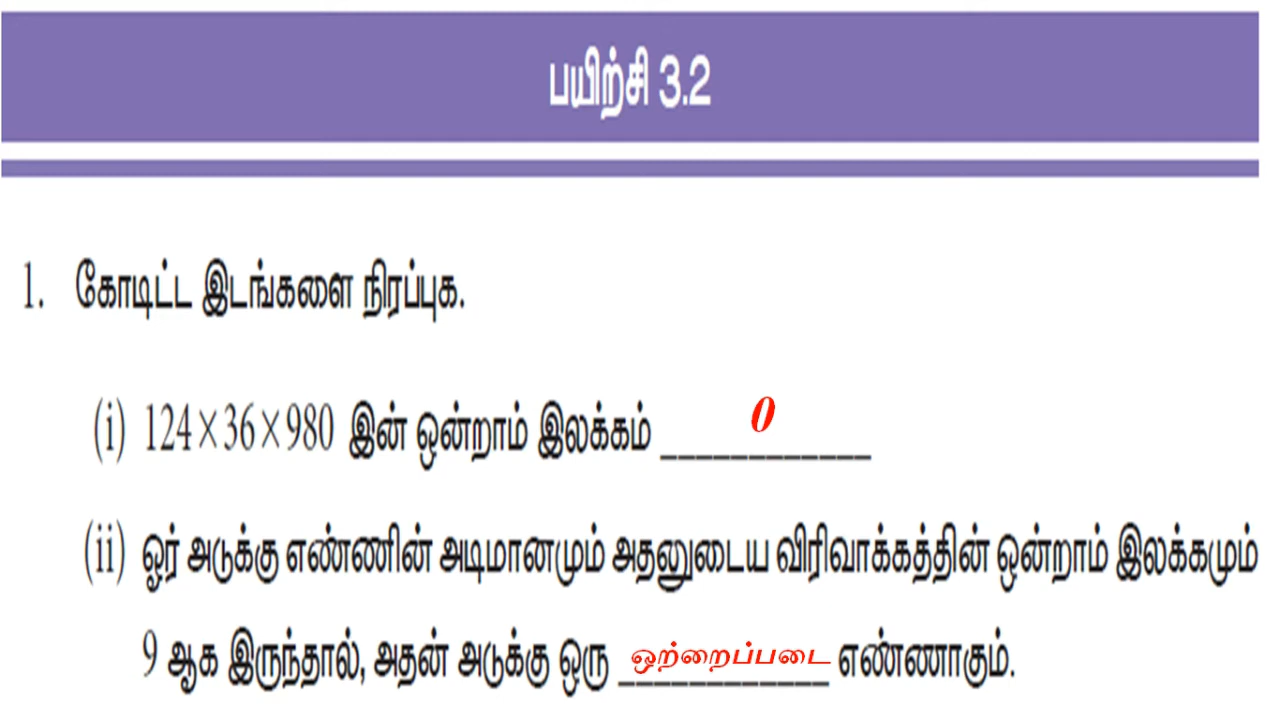 பயிற்சி 3.2
1. கோடிட்ட இடங்களை நிரப்புக.
(i) 124×36×980 இன் ஒன்றாம் இலக்கம் ____________ 0
(ii) ஓர் அடுக்கு எண்ணின் அடிமானமும் அதனுடைய விரிவாக்கத்தின் ஒன்றாம் இலக்கமும்
9 ஆக இருந்தால், அதன் அடுக்கு ஒரு ஒற்றைப்படை எண்ணாகும்.